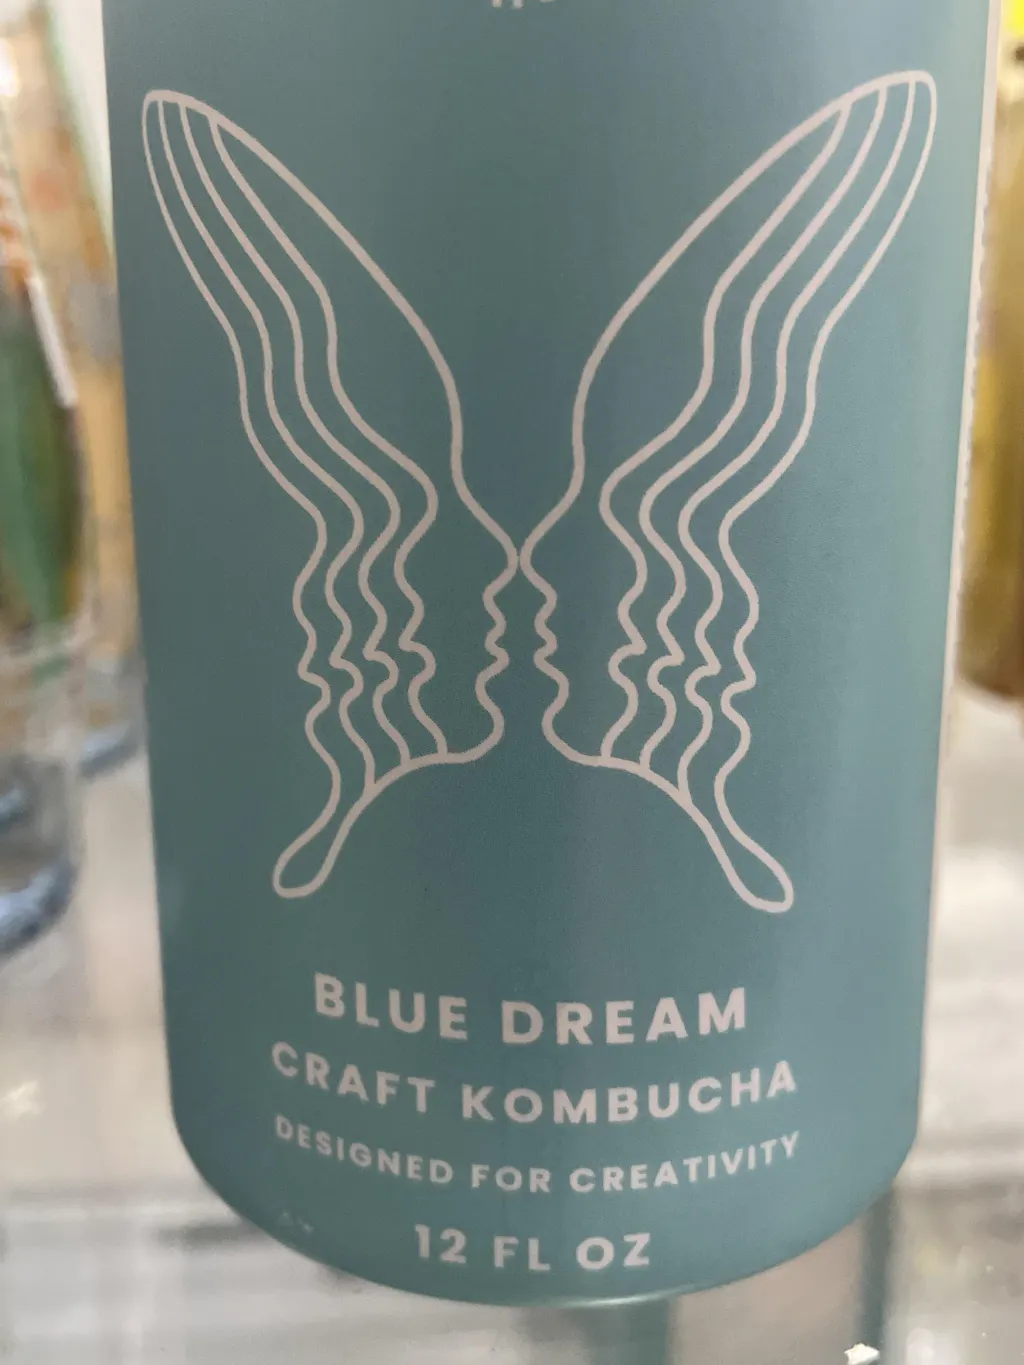 BLUE DREAM
CRAFT KOMBUCHA
DESIGNED FOR CREATIVITY
12 FL OZ